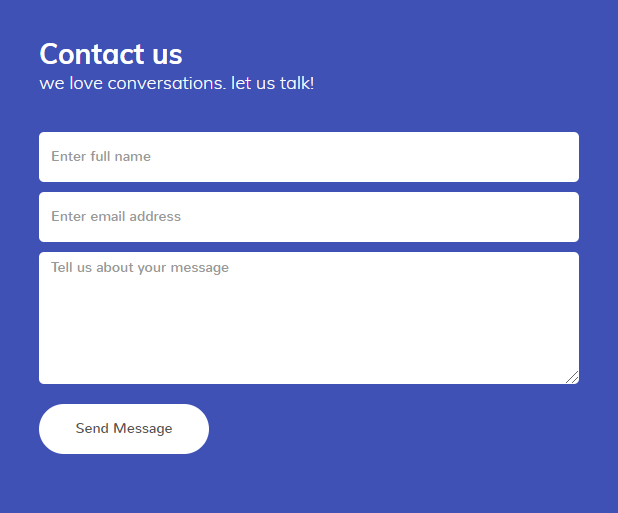 Contact us
we love conversations. let us talk!
Enter full name
Enter email address
Tell us about your message
Send Message